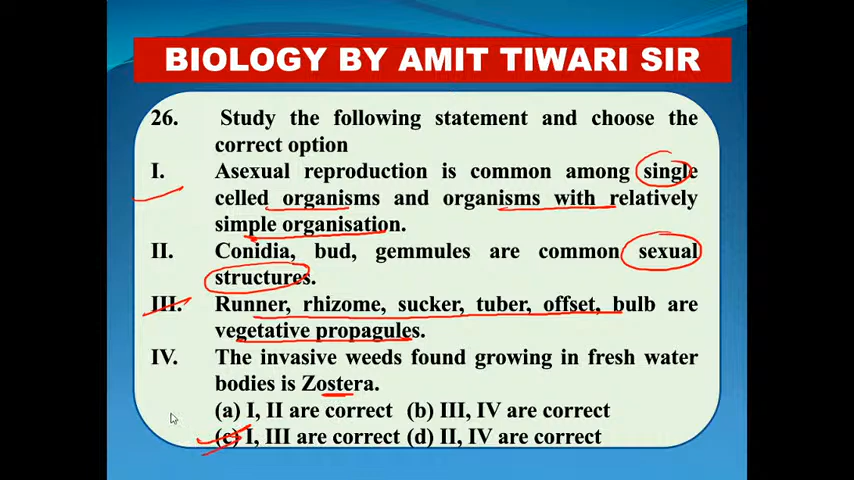 BIOLOGY BY AMIT TIWARI SIR
26. Study the following statement and choose the
correct option
I. Asexual reproduction is common among single
celled organisms and organisms with relatively
simple organisation.
II. Conidia, bud, gemmules are common sexual
structures.
III. Runner, rhizome, sucker, tuber, offset, bulb are
vegetative propagules.
IV. The invasive weeds found growing in fresh water
bodies is Zostera.
(a) I, II are correct (b) III, IV are correct
(c) I, III are correct (d) II, IV are correct